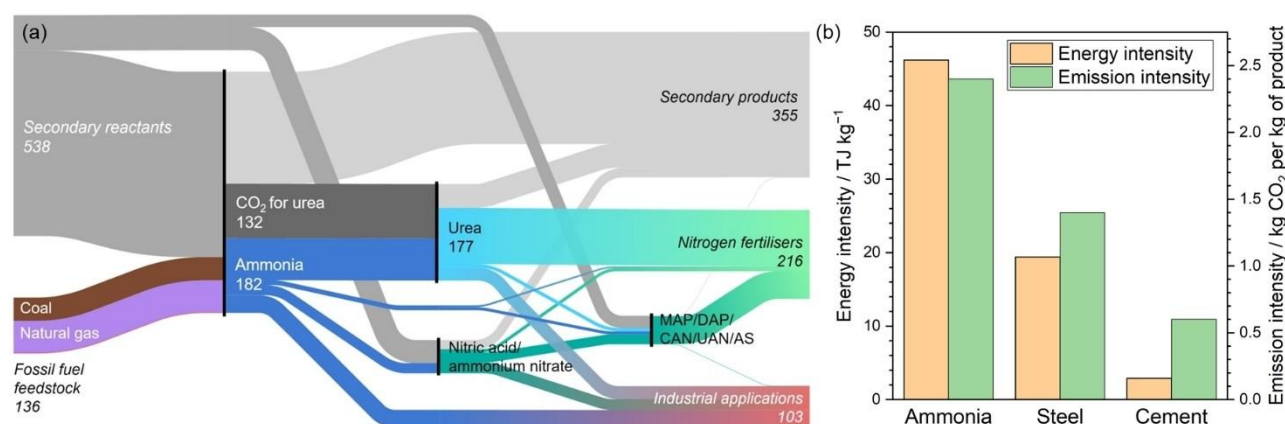 (a)
Secondary reactants
538
Coal
Natural gas
Fossil fuel
feedstock
136
CO₂ for urea
132
Ammonia
182
Urea
177
Nitric acid/
ammonium nitrate
MAP/DAP/
CAN/UAN/AS
Secondary products
355
Nitrogen fertilisers
216
Industrial applications
103
(b)
Energy intensity / TJ kg⁻¹
50
40
30
20
10
0
Energy intensity
Emission intensity
Ammonia
Steel
Cement
2.5
2.0
1.5
1.0
0.5
0.0
Emission intensity / kg CO₂ per kg of product